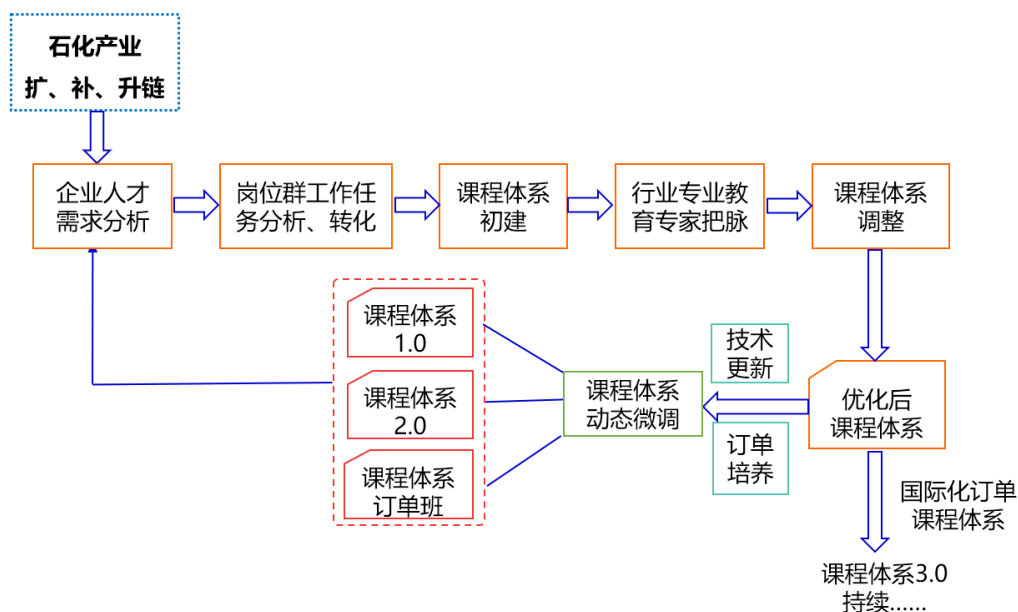 石化产业
扩、补、升链
企业人才
需求分析
岗位群工作任
务分析、转化
课程体系
初建
行业专业教
育专家把脉
课程体系
调整
课程体系
1.0
课程体系
2.0
课程体系
订单班
课程体系
动态微调
技术
更新
订单
培养
优化后
课程体系
国际化订单
课程体系
课程体系3.0
持续......